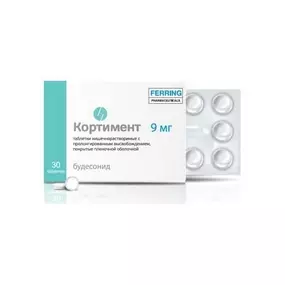 FERRING
PHARMACEUTICALS
Кортимент 9 мг
таблетки кишечнорастворимые с
пролонгированным высвобождением,
покрытые пленочной оболочкой
будесонид
30
таблеток